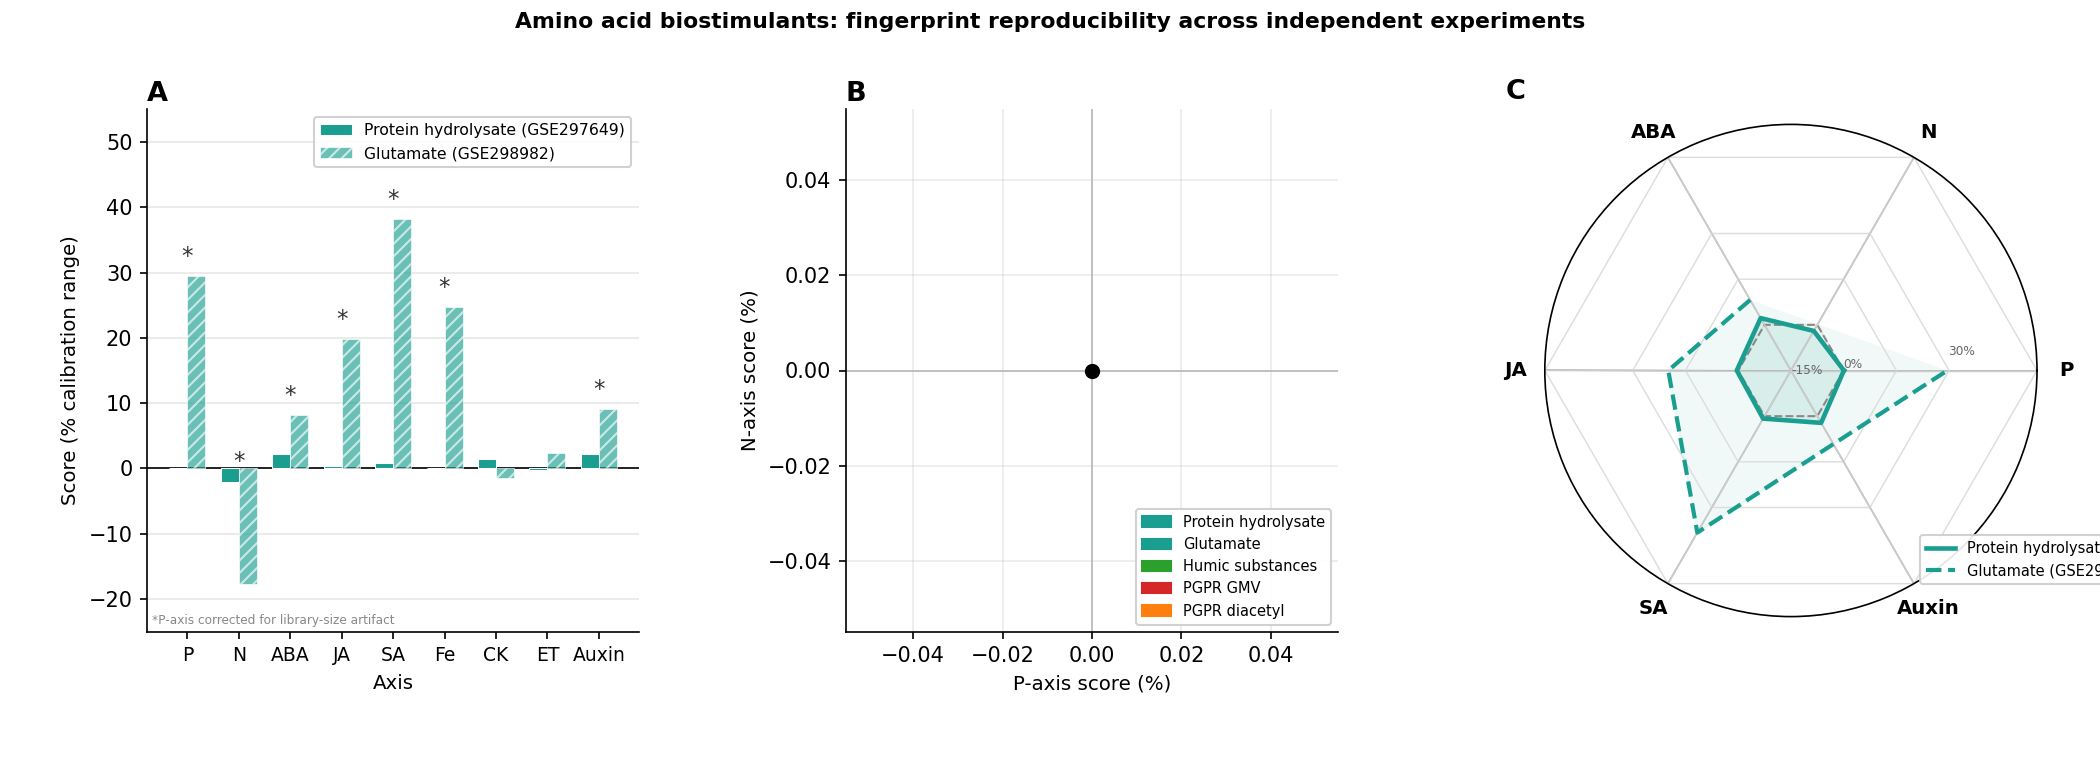 Amino acid biostimulants: fingerprint reproducibility across independent experiments
A
Protein hydrolysate (GSE297649)
Glutamate (GSE298982)
Score (% calibration range)
50
40
30
20
10
0
−10
−20
* * * * * * *
*P-axis corrected for library-size artifact
P N ABA JA SA Fe CK ET Auxin
Axis
B
N-axis score (%)
0.04
0.02
0.00
−0.02
−0.04
Protein hydrolysate
Glutamate
Humic substances
PGPR GMV
PGPR diacetyl
−0.04 −0.02 0.00 0.02 0.04
P-axis score (%)
C
ABA N
30%
0%
-15%
JA P
Protein hydrolysat
Glutamate (GSE29
SA Auxin